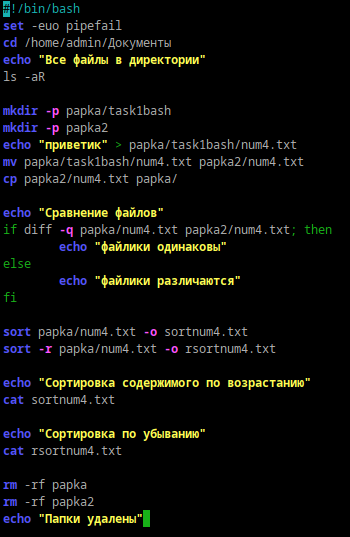 #!/bin/bash
set -euo pipefail
cd /home/admin/Документы
echo "Все файлы в директории"
ls -aR
mkdir -p papka/task1bash
mkdir -p papka2
echo "приветик" > papka/task1bash/num4.txt
mv papka/task1bash/num4.txt papka2/num4.txt
cp papka2/num4.txt papka/
echo "Сравнение файлов"
if diff -q papka/num4.txt papka2/num4.txt; then
echo "файлики одинаковы"
else
echo "файлики различаются"
fi
sort papka/num4.txt -o sortnum4.txt
sort -r papka/num4.txt -o rsortnum4.txt
echo "Сортировка содержимого по возрастанию"
cat sortnum4.txt
echo "Сортировка по убыванию"
cat rsortnum4.txt
rm -rf papka
rm -rf papka2
echo "Папки удалены"